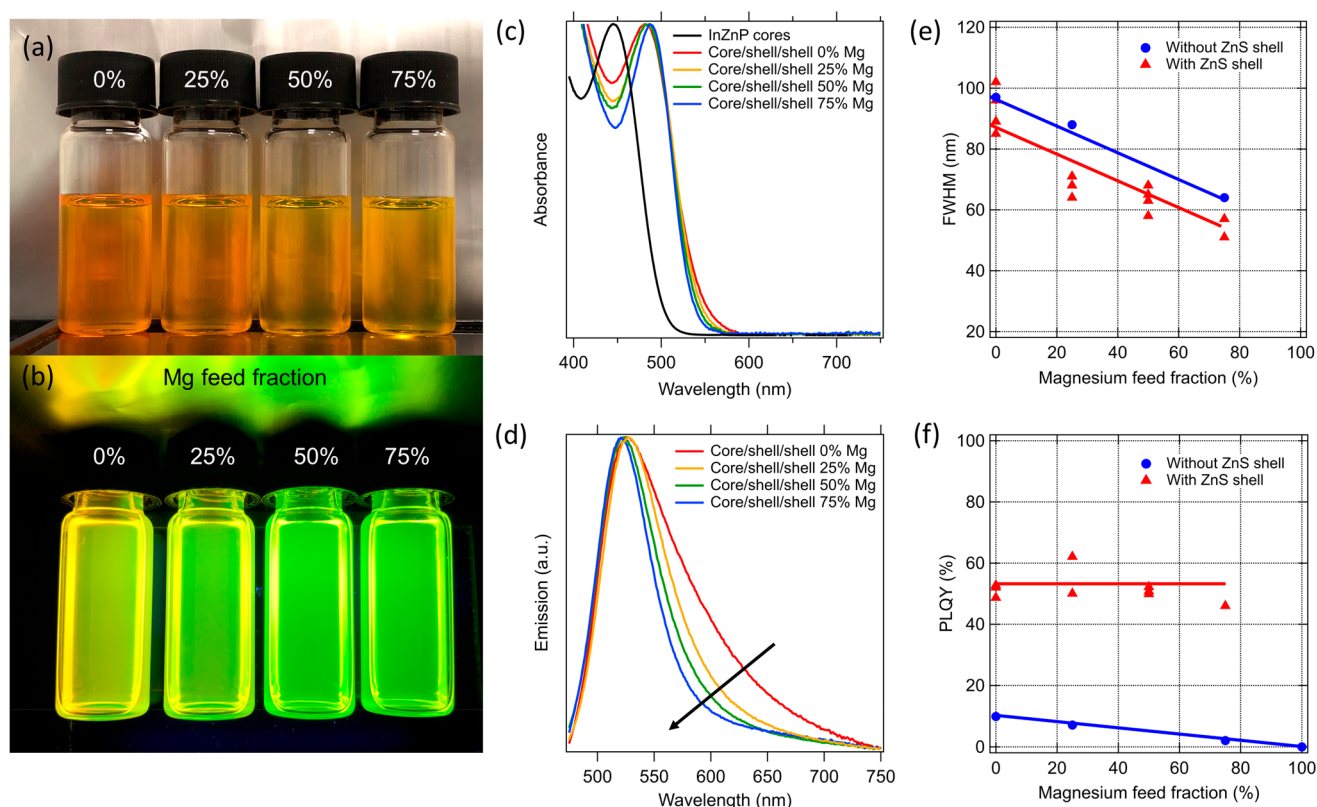 (a)
0% 25% 50% 75%
(b)
Mg feed fraction
0% 25% 50% 75%
(c)
InZnP cores
Core/shell/shell 0% Mg
Core/shell/shell 25% Mg
Core/shell/shell 50% Mg
Core/shell/shell 75% Mg
Absorbance
400 500 600 700
Wavelength (nm)
(d)
Core/shell/shell 0% Mg
Core/shell/shell 25% Mg
Core/shell/shell 50% Mg
Core/shell/shell 75% Mg
Emission (a.u.)
500 550 600 650 700 750
Wavelength (nm)
(e)
120
100
80
60
40
20
FWHM (nm)
Without ZnS shell
With ZnS shell
0 20 40 60 80 100
Magnesium feed fraction (%)
(f)
100
80
60
40
20
0
PLQY (%)
Without ZnS shell
With ZnS shell
0 20 40 60 80 100
Magnesium feed fraction (%)